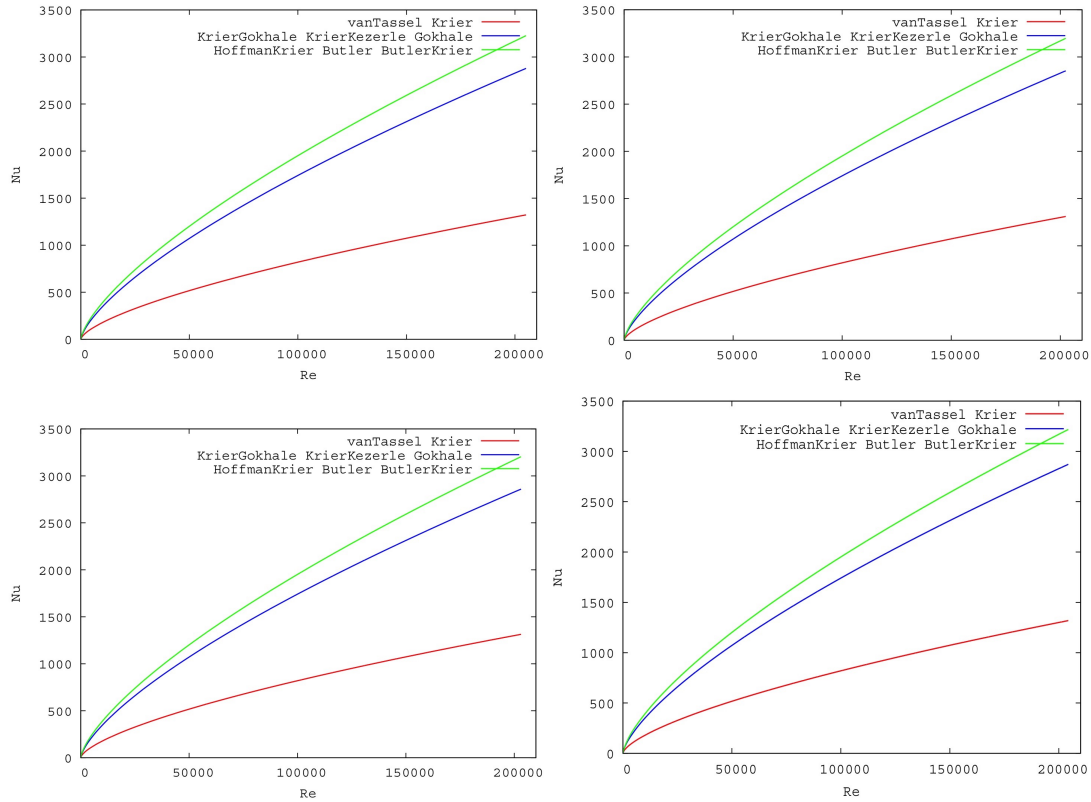 3500
vanTassel Krier
KrierGokhale KrierKezerle Gokhale
HoffmanKrier Butler ButlerKrier
3000
2500
2000
Nu
1500
1000
500
0
0 50000 100000 150000 200000
Re
3500
vanTassel Krier
KrierGokhale KrierKezerle Gokhale
HoffmanKrier Butler ButlerKrier
3000
2500
2000
Nu
1500
1000
500
0
0 50000 100000 150000 200000
Re
3500
vanTassel Krier
KrierGokhale KrierKezerle Gokhale
HoffmanKrier Butler ButlerKrier
3000
2500
2000
Nu
1500
1000
500
0
0 50000 100000 150000 200000
Re
3500
vanTassel Krier
KrierGokhale KrierKezerle Gokhale
HoffmanKrier Butler ButlerKrier
3000
2500
2000
Nu
1500
1000
500
0
0 50000 100000 150000 200000
Re